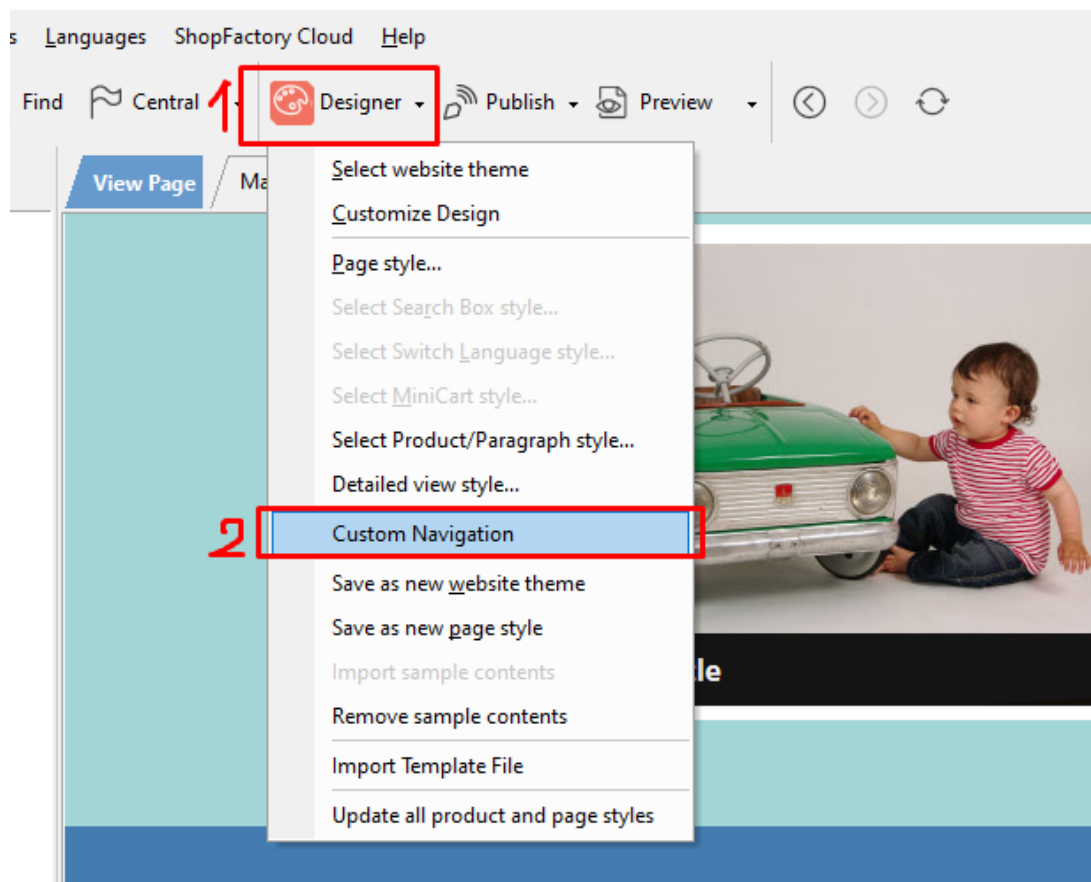 s Languages ShopFactory Cloud Help
Find Central 1 Designer Publish Preview
View Page Ma
Select website theme
Customize Design
Page style...
Select Search Box style...
Select Switch Language style...
Select MiniCart style...
Select Product/Paragraph style...
Detailed view style...
2 Custom Navigation
Save as new website theme
Save as new page style
Import sample contents
tle
Remove sample contents
Import Template File
Update all product and page styles